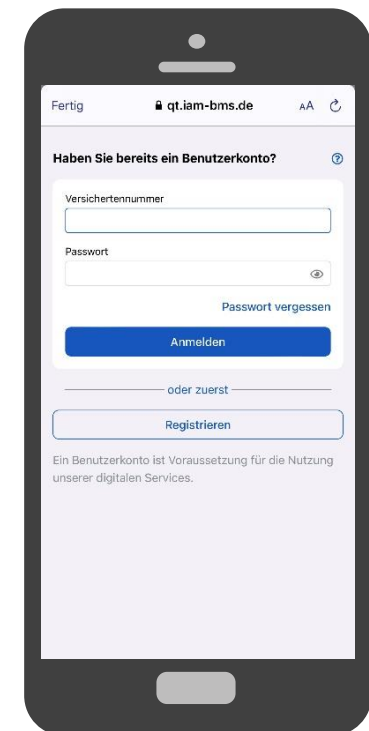 Fertig qt.iam-bms.de AA
Haben Sie bereits ein Benutzerkonto? ?
Versichertennummer
Passwort
Passwort vergessen
Anmelden
oder zuerst
Registrieren
Ein Benutzerkonto ist Voraussetzung für die Nutzung
unserer digitalen Services.